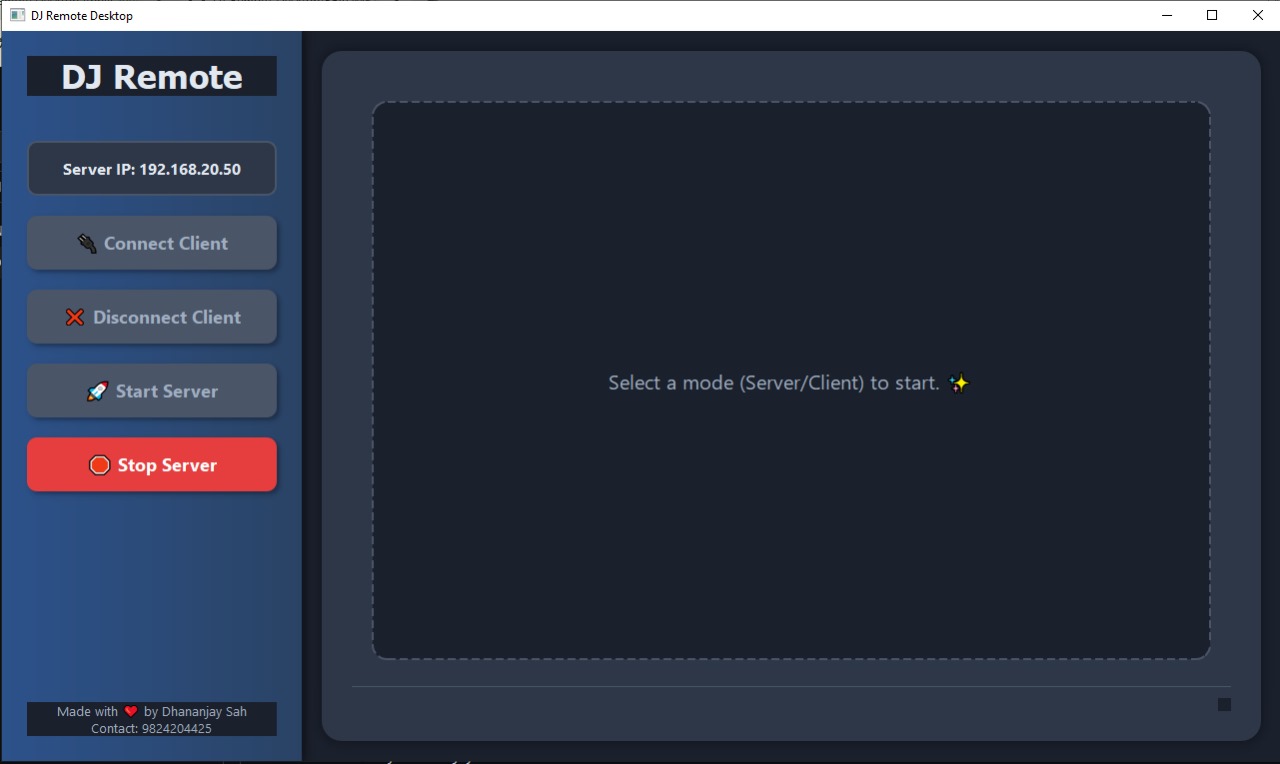 DJ Remote Desktop
DJ Remote
Server IP: 192.168.20.50
🔌 Connect Client
❌ Disconnect Client
🚀 Start Server
🛑 Stop Server
Select a mode (Server/Client) to start. ✨
Made with ❤️ by Dhananjay Sah
Contact: 9824204425